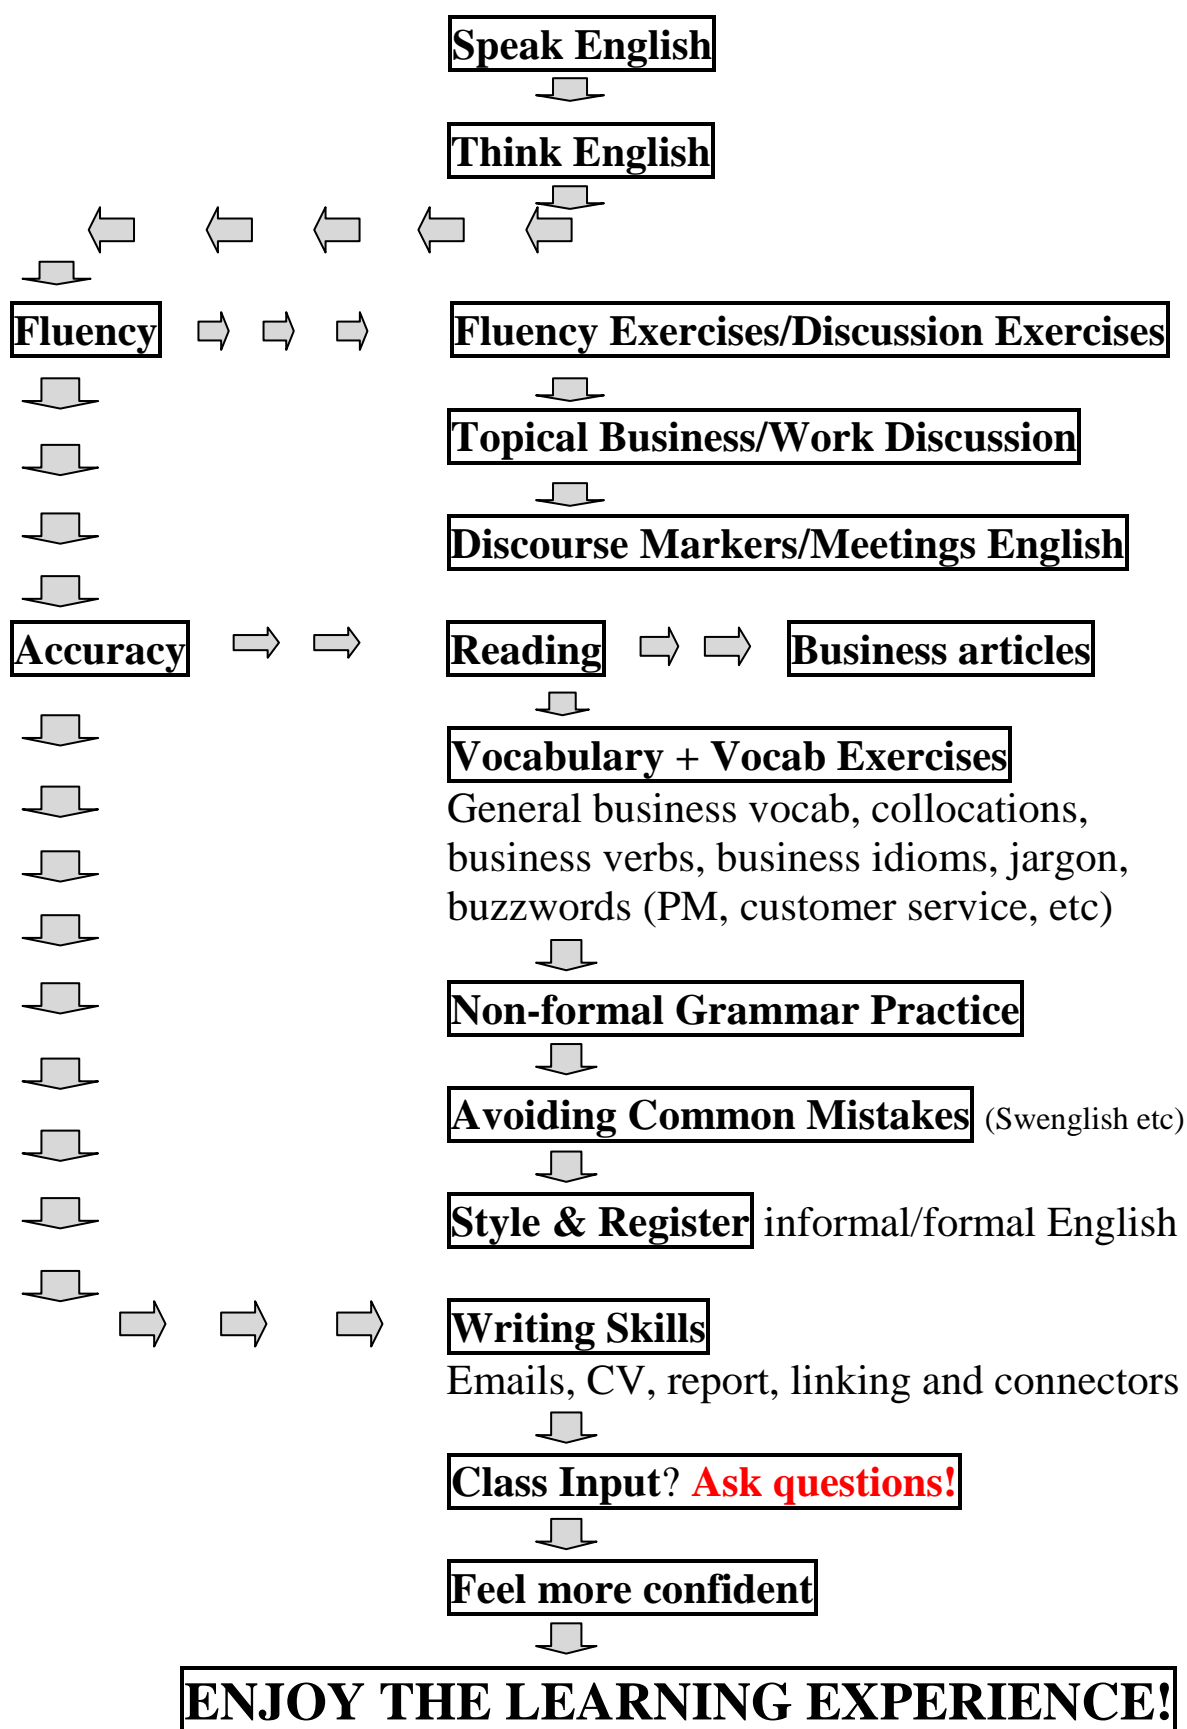 Speak English
Think English
Fluency Fluency Exercises/Discussion Exercises
Topical Business/Work Discussion
Discourse Markers/Meetings English
Accuracy Reading Business articles
Vocabulary + Vocab Exercises
General business vocab, collocations,
business verbs, business idioms, jargon,
buzzwords (PM, customer service, etc)
Non-formal Grammar Practice
Avoiding Common Mistakes (Swenglish etc)
Style & Register informal/formal English
Writing Skills
Emails, CV, report, linking and connectors
Class Input? Ask questions!
Feel more confident
ENJOY THE LEARNING EXPERIENCE!